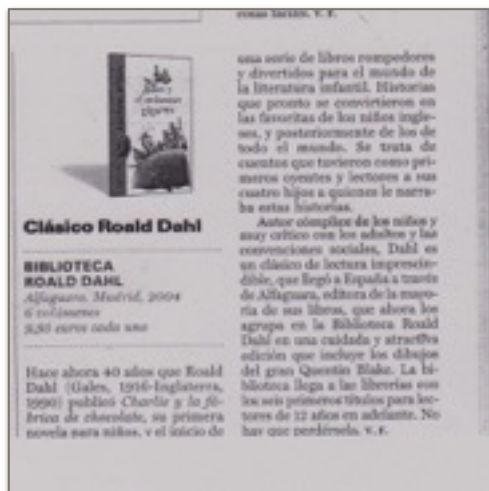 zonas locales. V. F.
Clásico Roald Dahl
BIBLIOTECA
ROALD DAHL
Alfaguara. Madrid, 2004
6 volúmenes
euros cada uno
Hace ahora 40 años que Roald
Dahl (Gales, 1916-Inglaterra,
1990) publicó Charlie y la fá-
brica de chocolate, su primera
novela para niños, y el inicio de
una serie de libros rompedores
y divertidos para el mundo de
la literatura infantil. Historias
que pronto se convirtieron en
las favoritas de los niños ingle-
ses, y posteriormente de los de
todo el mundo. Se trata de
cuentos que tuvieron como pri-
meros oyentes y lectores a sus
cuatro hijos a quienes le narra-
ba estas historias.
Autor cómplice de los niños y
muy crítico con los adultos y las
convenciones sociales, Dahl es
un clásico de lectura imprescin-
dible, que llegó a España a través
de Alfaguara, editora de la mayo-
ría de sus libros, que ahora los
agrupa en la Biblioteca Roald
Dahl en una cuidada y atractiva
edición que incluye los dibujos
del gran Quentin Blake. La bi-
blioteca llega a las librerías con
los seis primeros títulos para lec-
tores de 12 años en adelante. No
hay que perdérsela. V. F.